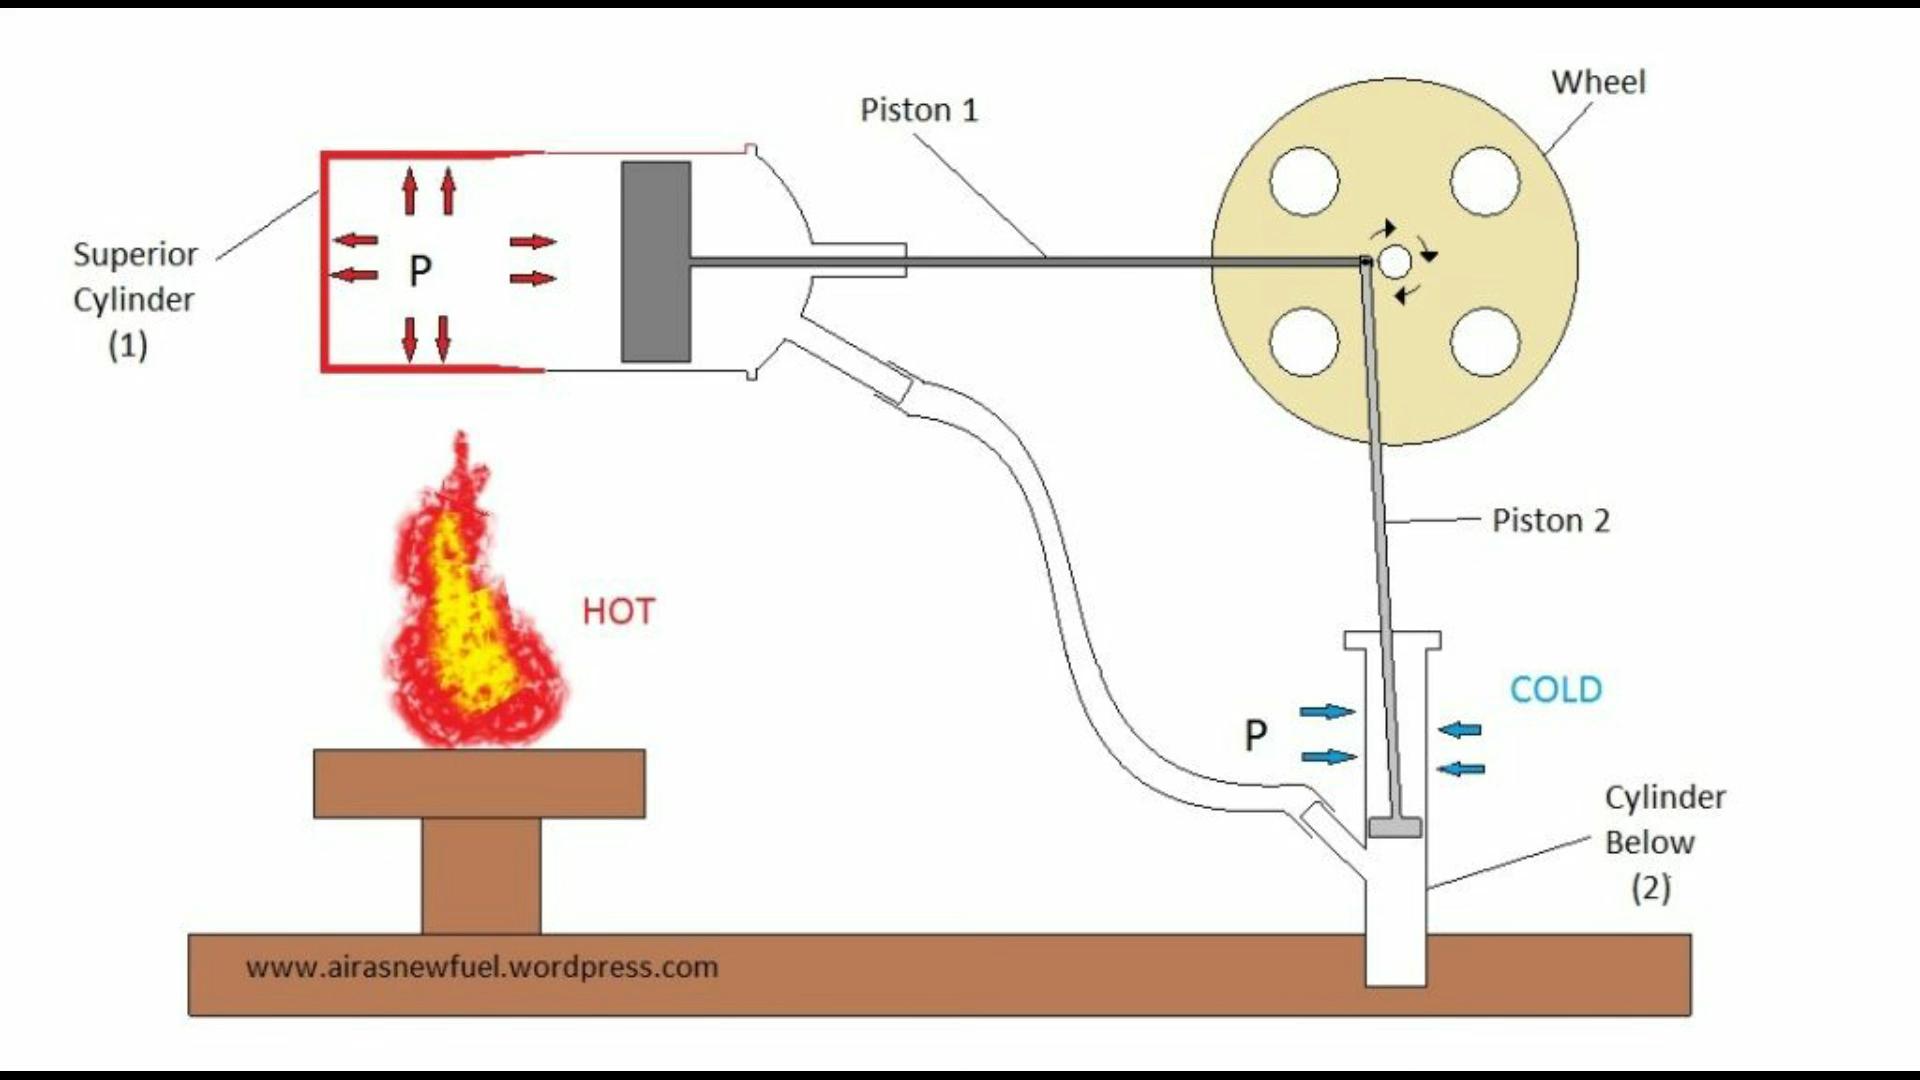 Wheel
Piston 1
Superior
Cylinder
(1)
P
Piston 2
HOT
COLD
P
Cylinder
Below
(2)
www.airasnewfuel.wordpress.com